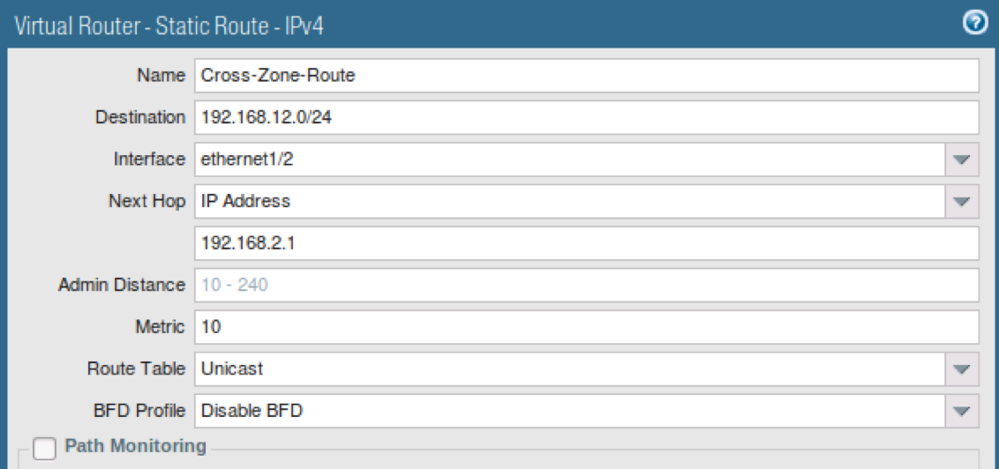 Virtual Router - Static Route - IPv4
Name Cross-Zone-Route
Destination 192.168.12.0/24
Interface ethernet1/2
Next Hop IP Address
192.168.2.1
Admin Distance 10 - 240
Metric 10
Route Table Unicast
BFD Profile Disable BFD
Path Monitoring